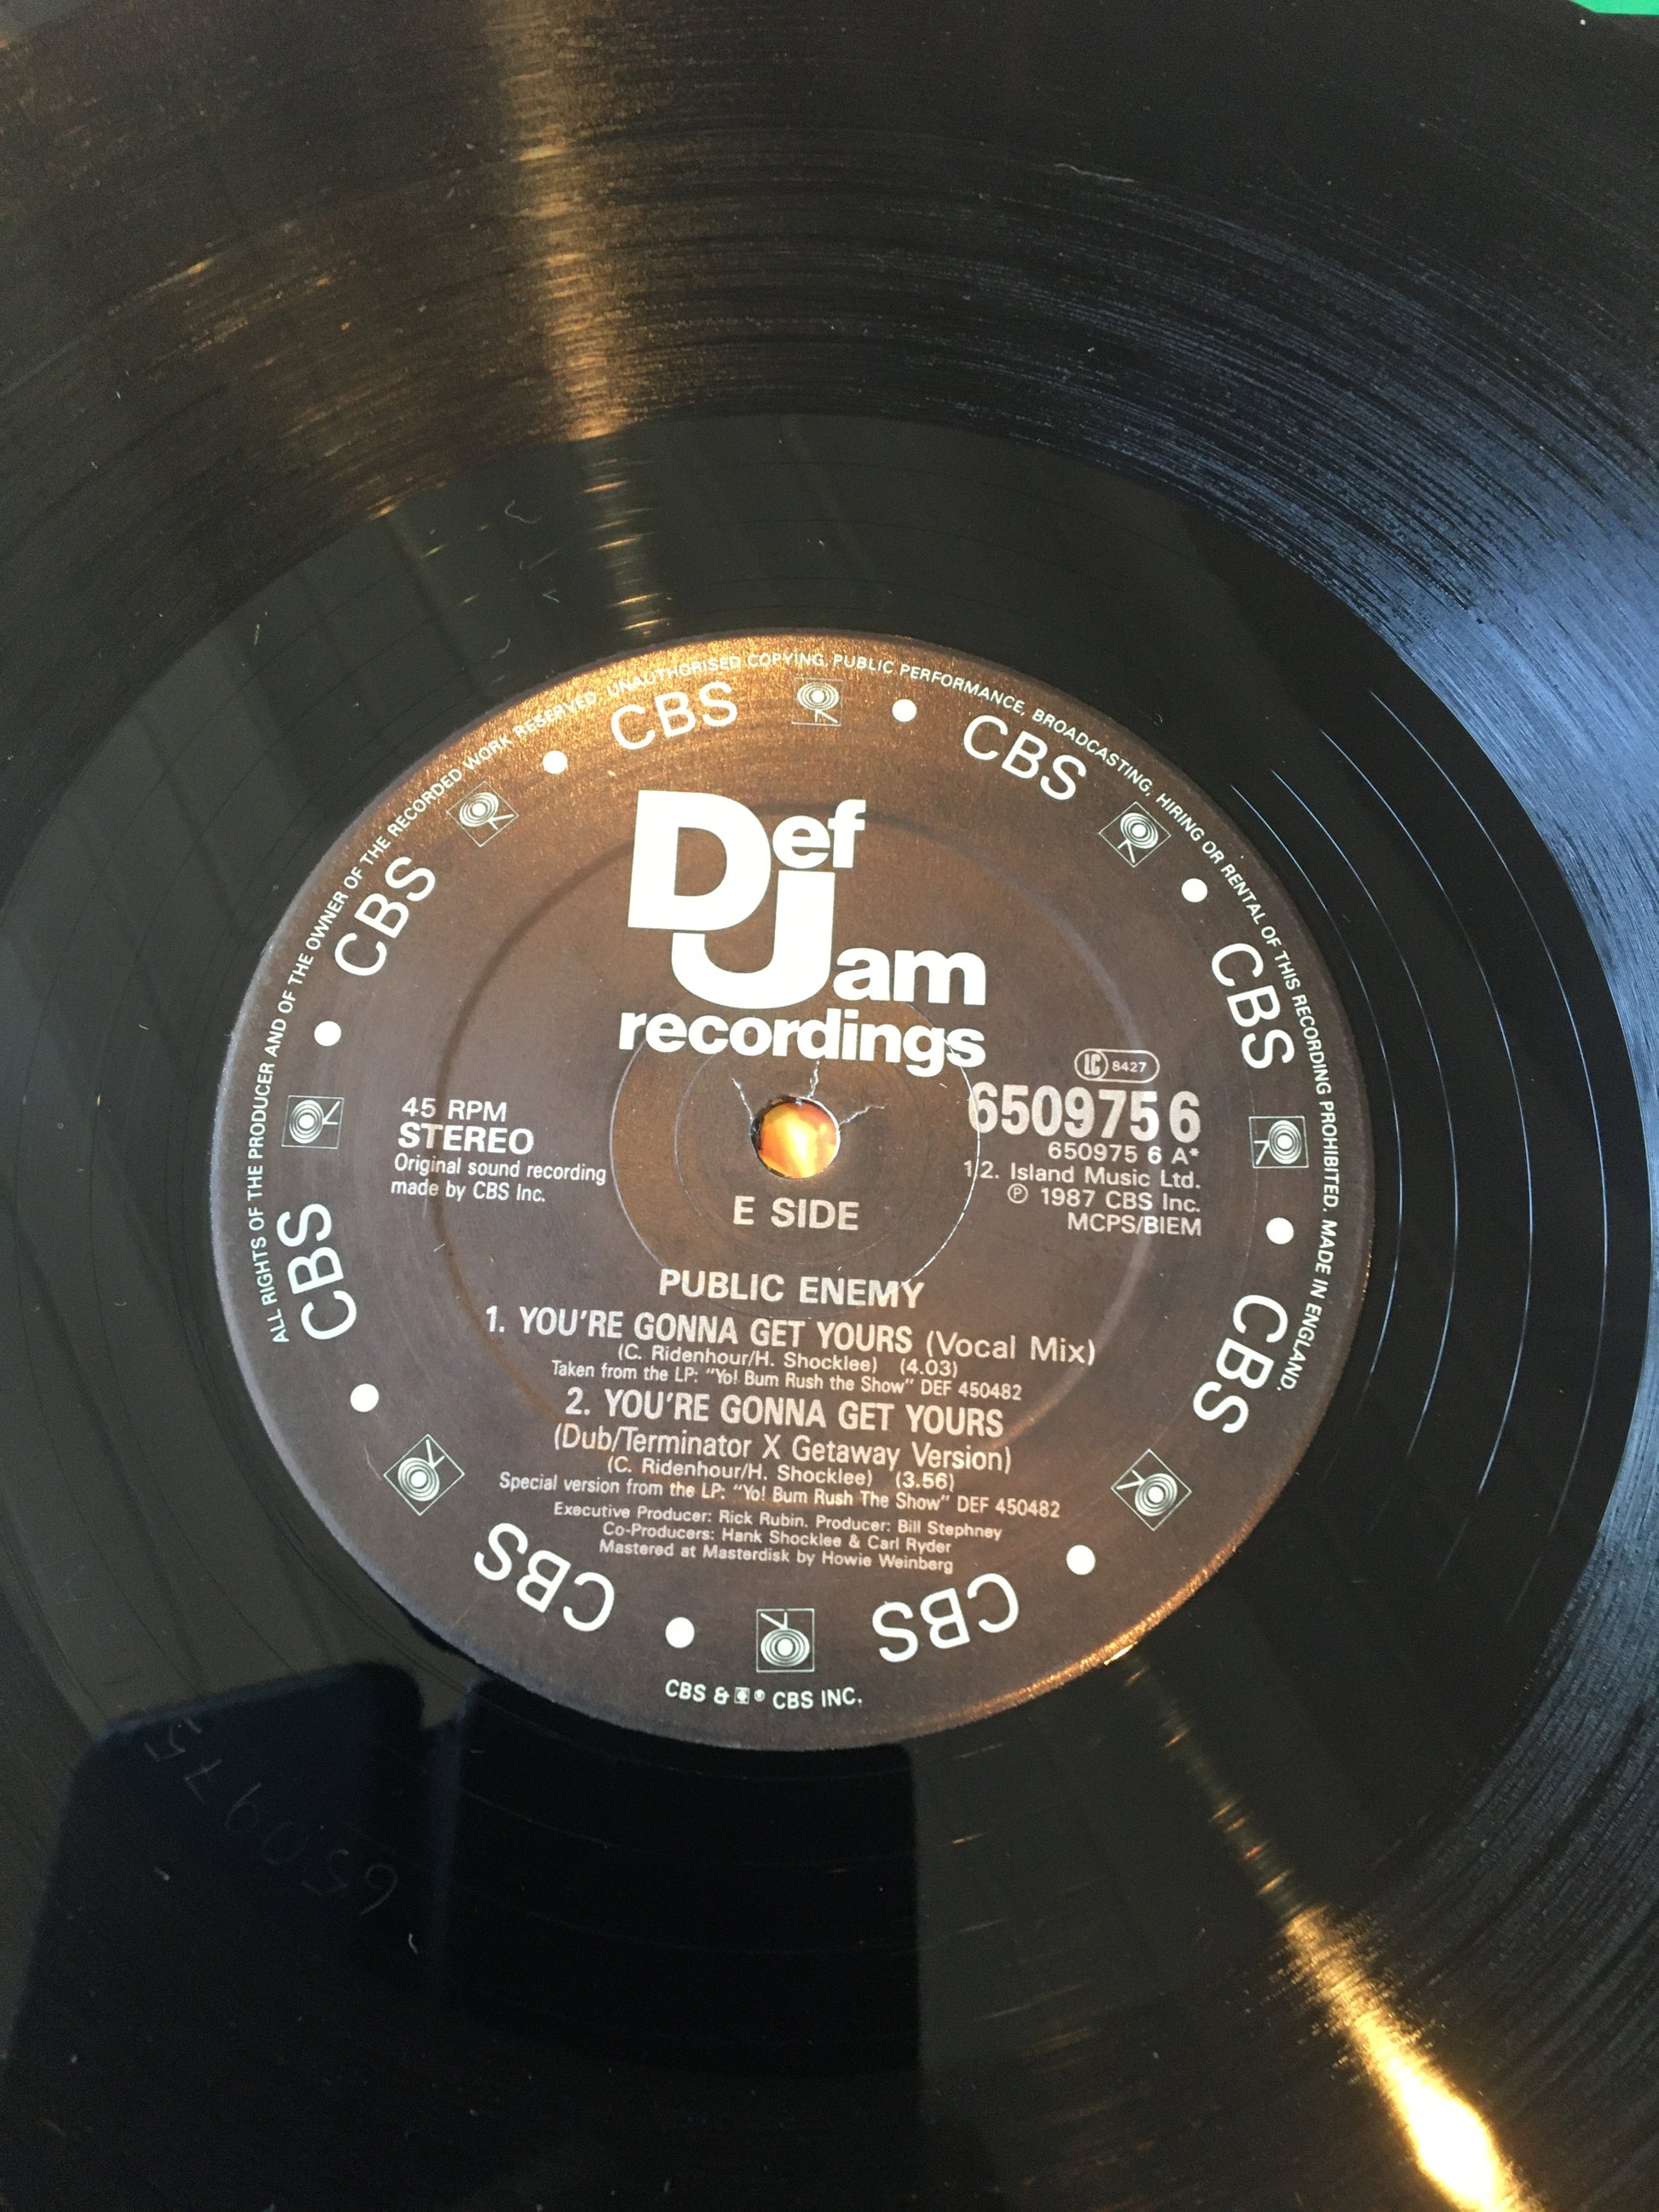 ALL RIGHTS OF THE PRODUCER AND OF THE OWNER OF THE RECORDED WORK RESERVED. UNAUTHORISED COPYING, PUBLIC PERFORMANCE, BROADCASTING, HIRING OR RENTAL OF THIS RECORDING PROHIBITED. MADE IN ENGLAND.
CBS CBS CBS CBS CBS CBS CBS CBS
Def
Jam
recordings
LC 8427
45 RPM
STEREO
Original sound recording
made by CBS Inc.
650975 6
650975 6 A*
1/2. Island Music Ltd.
℗ 1987 CBS Inc.
MCPS/BIEM
E SIDE
PUBLIC ENEMY
1. YOU'RE GONNA GET YOURS (Vocal Mix)
(C. Ridenhour/H. Shocklee) (4.03)
Taken from the LP: "Yo! Bum Rush the Show" DEF 450482
2. YOU'RE GONNA GET YOURS
(Dub/Terminator X Getaway Version)
(C. Ridenhour/H. Shocklee) (3.56)
Special version from the LP: "Yo! Bum Rush The Show" DEF 450482
Executive Producer: Rick Rubin. Producer: Bill Stephney
Co-Producers: Hank Shocklee & Carl Ryder
Mastered at Masterdisk by Howie Weinberg
CBS & ® CBS INC.
650975